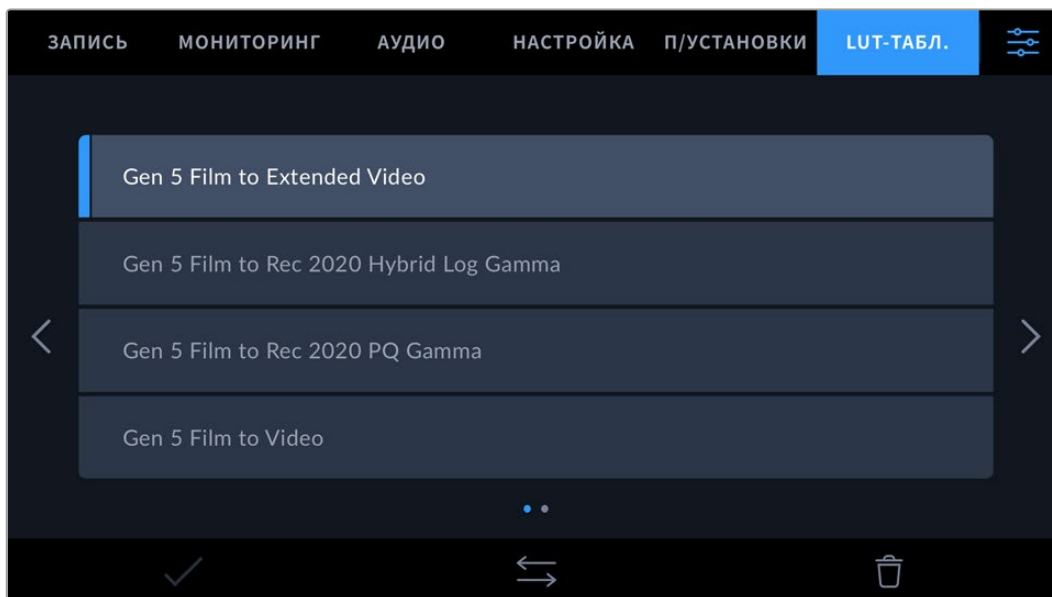 ЗАПИСЬ МОНИТОРИНГ АУДИО НАСТРОЙКА П/УСТАНОВКИ LUT-ТАБЛ.
Gen 5 Film to Extended Video
Gen 5 Film to Rec 2020 Hybrid Log Gamma
Gen 5 Film to Rec 2020 PQ Gamma
Gen 5 Film to Video